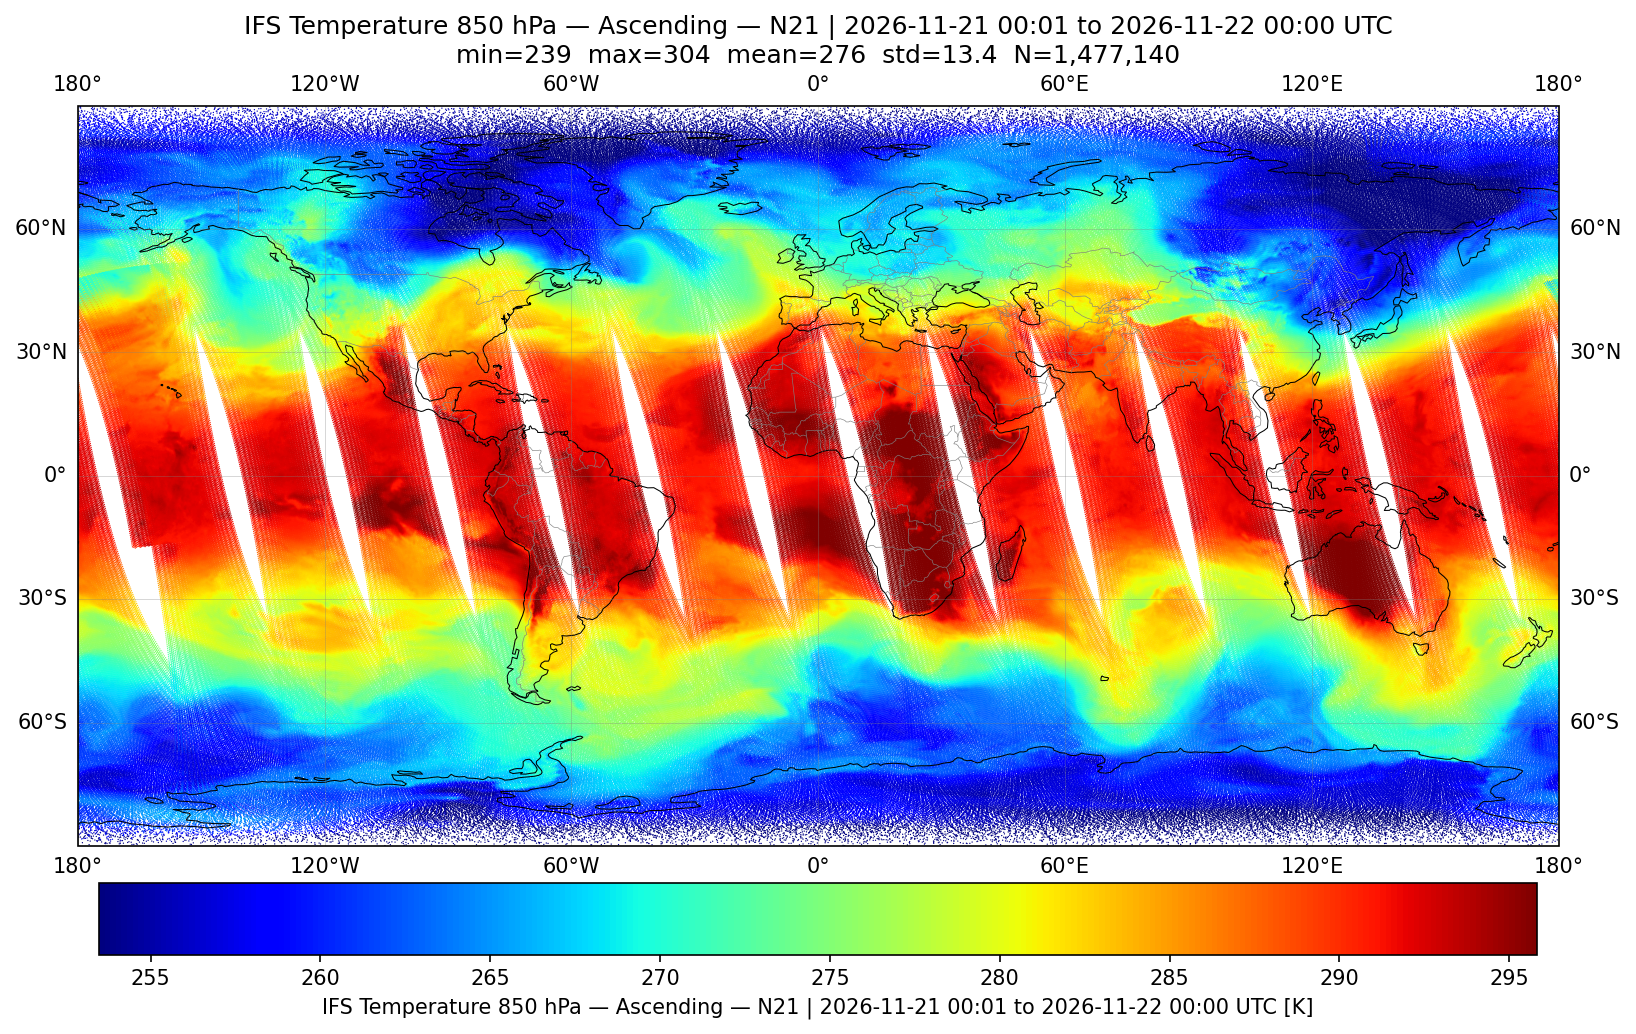 IFS Temperature 850 hPa — Ascending — N21 | 2026-11-21 00:01 to 2026-11-22 00:00 UTC
min=239 max=304 mean=276 std=13.4 N=1,477,140
180° 120°W 60°W 0° 60°E 120°E 180°
60°N 60°N
30°N 30°N
0° 0°
30°S 30°S
60°S 60°S
180° 120°W 60°W 0° 60°E 120°E 180°
255 260 265 270 275 280 285 290 295
IFS Temperature 850 hPa — Ascending — N21 | 2026-11-21 00:01 to 2026-11-22 00:00 UTC [K]